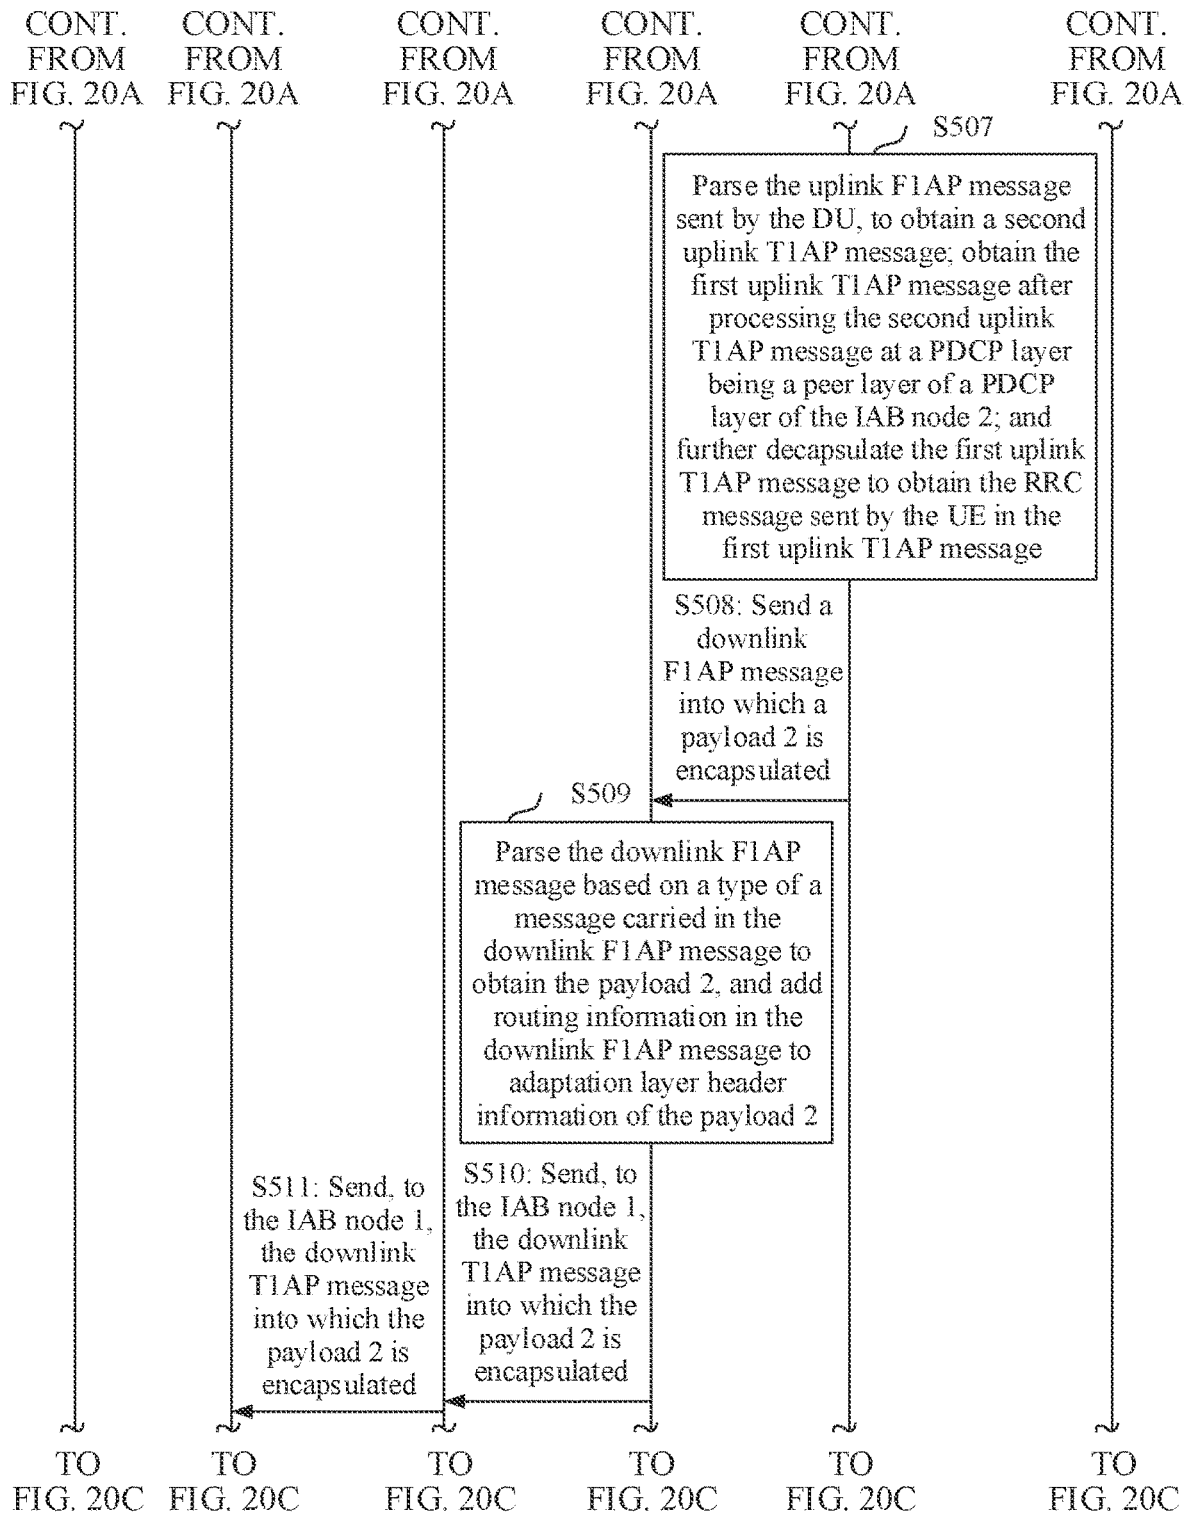 CONT. FROM FIG. 20A
CONT. FROM FIG. 20A
CONT. FROM FIG. 20A
CONT. FROM FIG. 20A
CONT. FROM FIG. 20A
CONT. FROM FIG. 20A
S507
Parse the uplink F1AP message
sent by the DU, to obtain a second
uplink T1AP message; obtain the
first uplink T1AP message after
processing the second uplink
T1AP message at a PDCP layer
being a peer layer of a PDCP
layer of the IAB node 2; and
further decapsulate the first uplink
T1AP message to obtain the RRC
message sent by the UE in the
first uplink T1AP message
S508: Send a
downlink
F1AP message
into which a
payload 2 is
encapsulated
S509
Parse the downlink F1AP
message based on a type of a
message carried in the
downlink F1AP message to
obtain the payload 2, and add
routing information in the
downlink F1AP message to
adaptation layer header
information of the payload 2
S510: Send, to
the IAB node 1,
the downlink
T1AP message
into which the
payload 2 is
encapsulated
S511: Send, to
the IAB node 1,
the downlink
T1AP message
into which the
payload 2 is
encapsulated
TO FIG. 20C
TO FIG. 20C
TO FIG. 20C
TO FIG. 20C
TO FIG. 20C
TO FIG. 20C